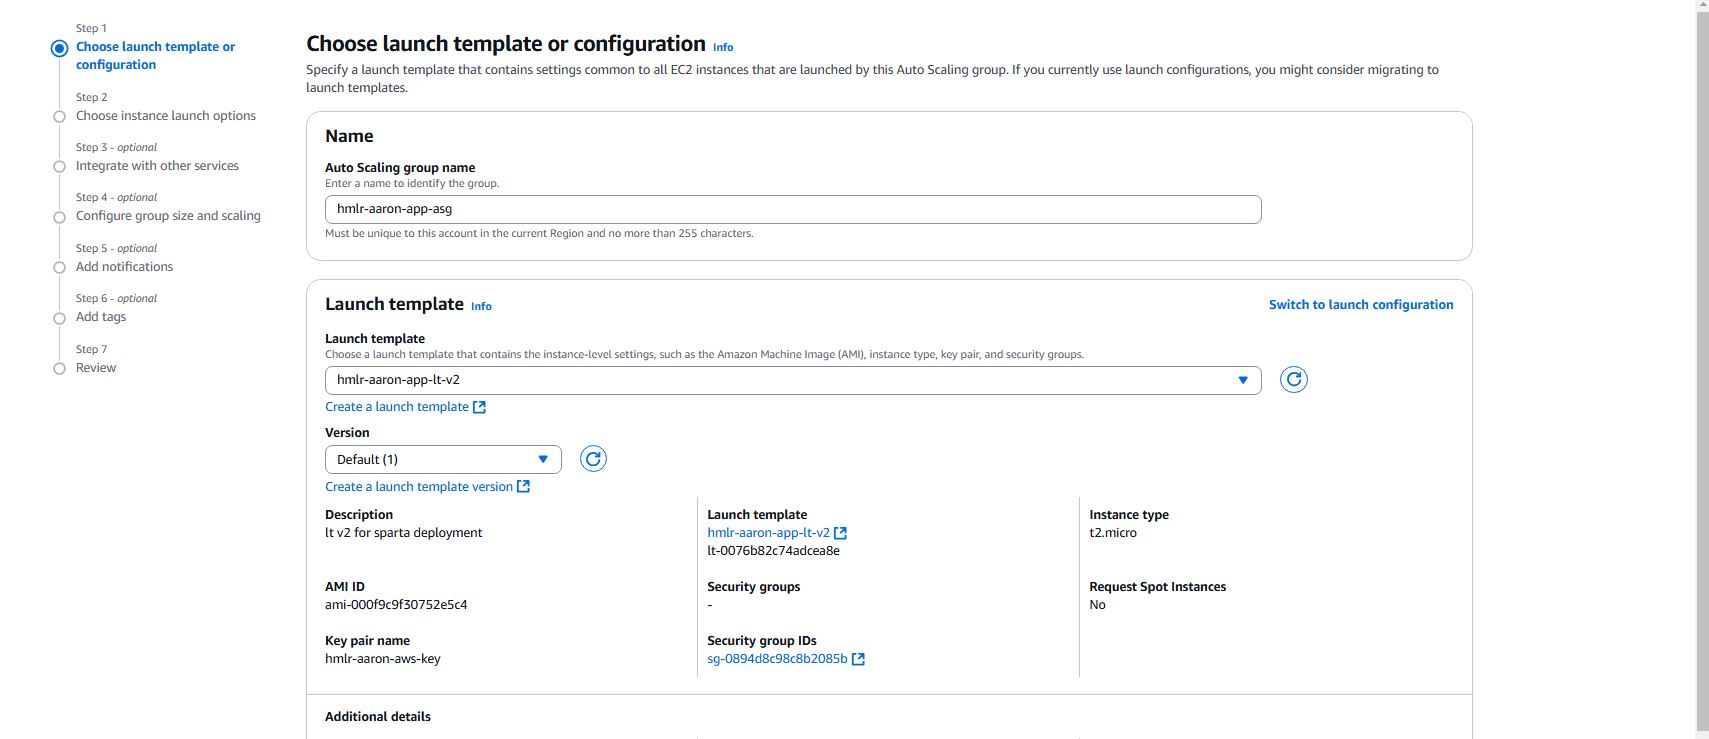 Step 1
Choose launch template or
configuration
Step 2
Choose instance launch options
Step 3 - optional
Integrate with other services
Step 4 - optional
Configure group size and scaling
Step 5 - optional
Add notifications
Step 6 - optional
Add tags
Step 7
Review
Choose launch template or configuration Info
Specify a launch template that contains settings common to all EC2 instances that are launched by this Auto Scaling group. If you currently use launch configurations, you might consider migrating to
launch templates.
Name
Auto Scaling group name
Enter a name to identify the group.
hmlr-aaron-app-asg
Must be unique to this account in the current Region and no more than 255 characters.
Launch template Info
Switch to launch configuration
Launch template
Choose a launch template that contains the instance-level settings, such as the Amazon Machine Image (AMI), instance type, key pair, and security groups.
hmlr-aaron-app-lt-v2
Create a launch template
Version
Default (1)
Create a launch template version
Description
lt v2 for sparta deployment
Launch template
hmlr-aaron-app-lt-v2
lt-0076b82c74adcea8e
Instance type
t2.micro
AMI ID
ami-000f9c9f30752e5c4
Security groups
-
Request Spot Instances
No
Key pair name
hmlr-aaron-aws-key
Security group IDs
sg-0894d8c98c8b2085b
Additional details